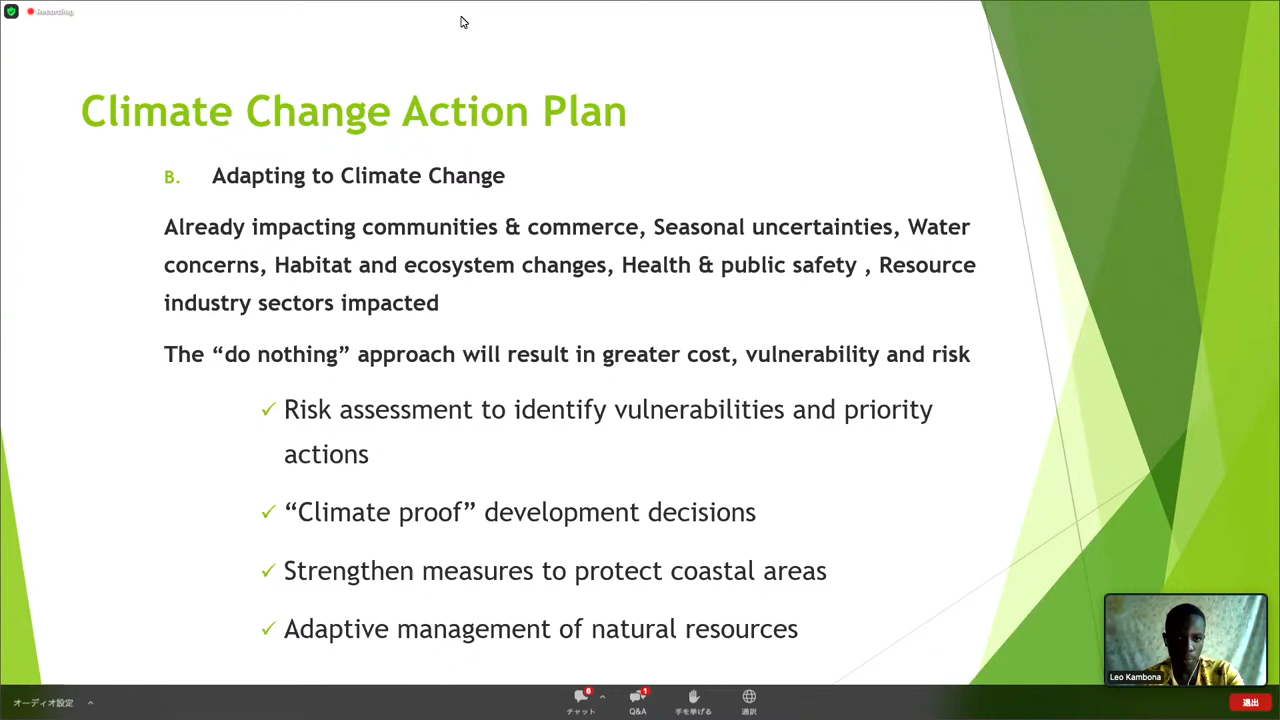 Recording
Climate Change Action Plan
B. Adapting to Climate Change
Already impacting communities & commerce, Seasonal uncertainties, Water
concerns, Habitat and ecosystem changes, Health & public safety , Resource
industry sectors impacted
The “do nothing” approach will result in greater cost, vulnerability and risk
✓ Risk assessment to identify vulnerabilities and priority
actions
✓ “Climate proof” development decisions
✓ Strengthen measures to protect coastal areas
✓ Adaptive management of natural resources
Leo Kambona
オーディオ設定
6
チャット
1
Q&A
手を挙げる
通訳
退出